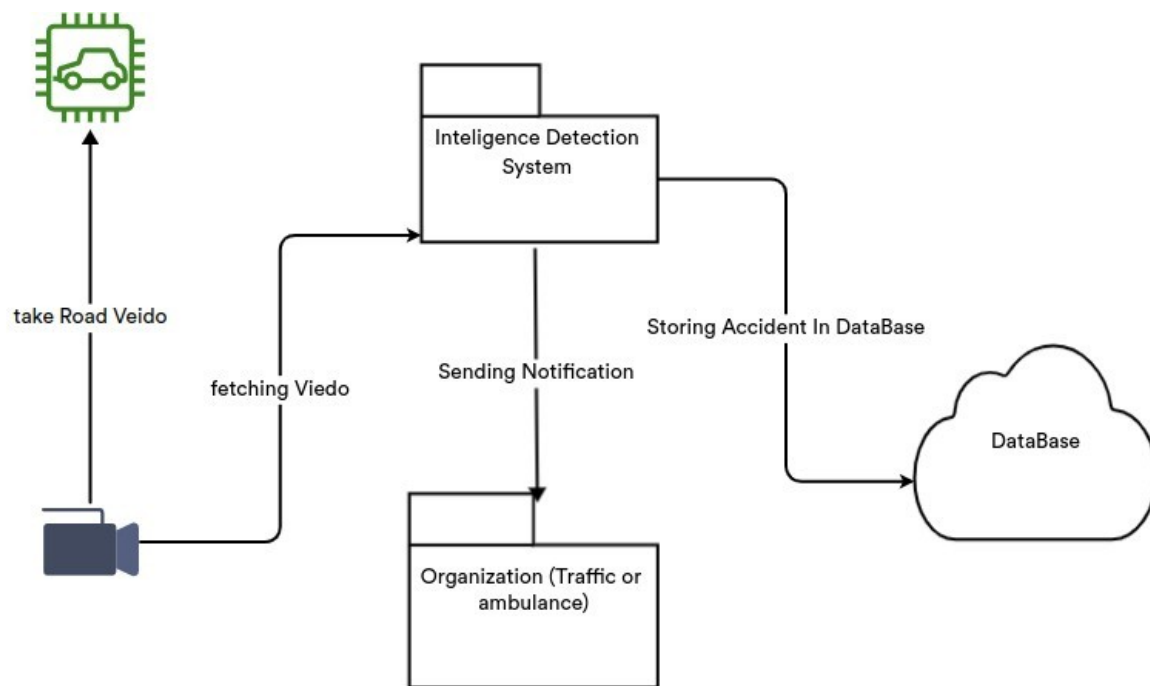 Inteligence Detection
System
take Road Veido
Storing Accident In DataBase
Sending Notification
fetching Viedo
DataBase
Organization (Traffic or
ambulance)